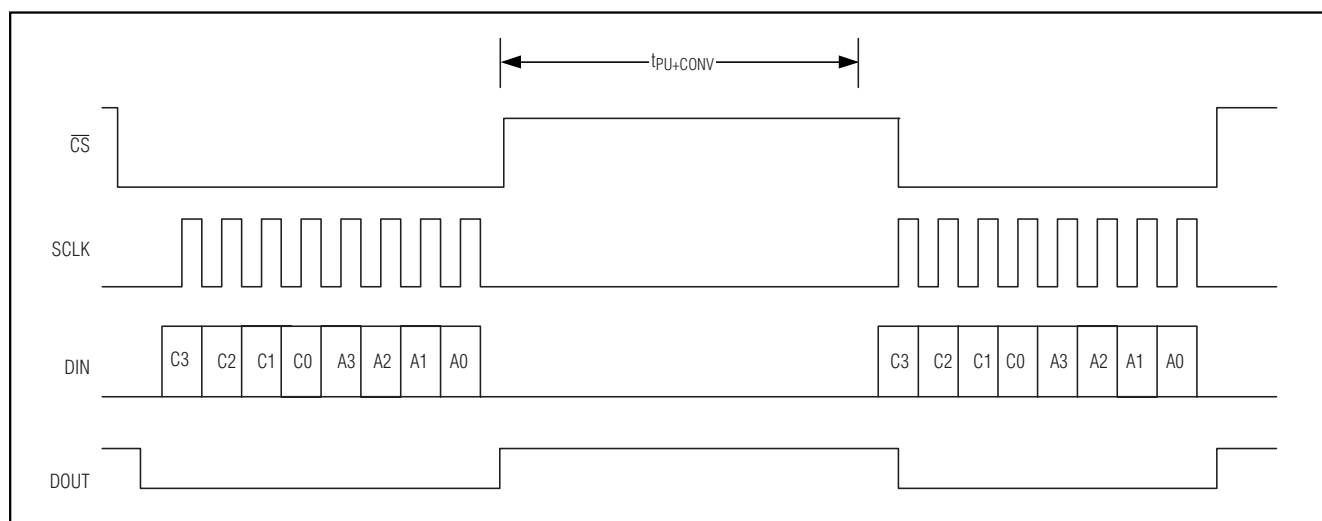 tPU+CONV
CS
SCLK
DIN
C3 C2 C1 C0 A3 A2 A1 A0
C3 C2 C1 C0 A3 A2 A1 A0
DOUT